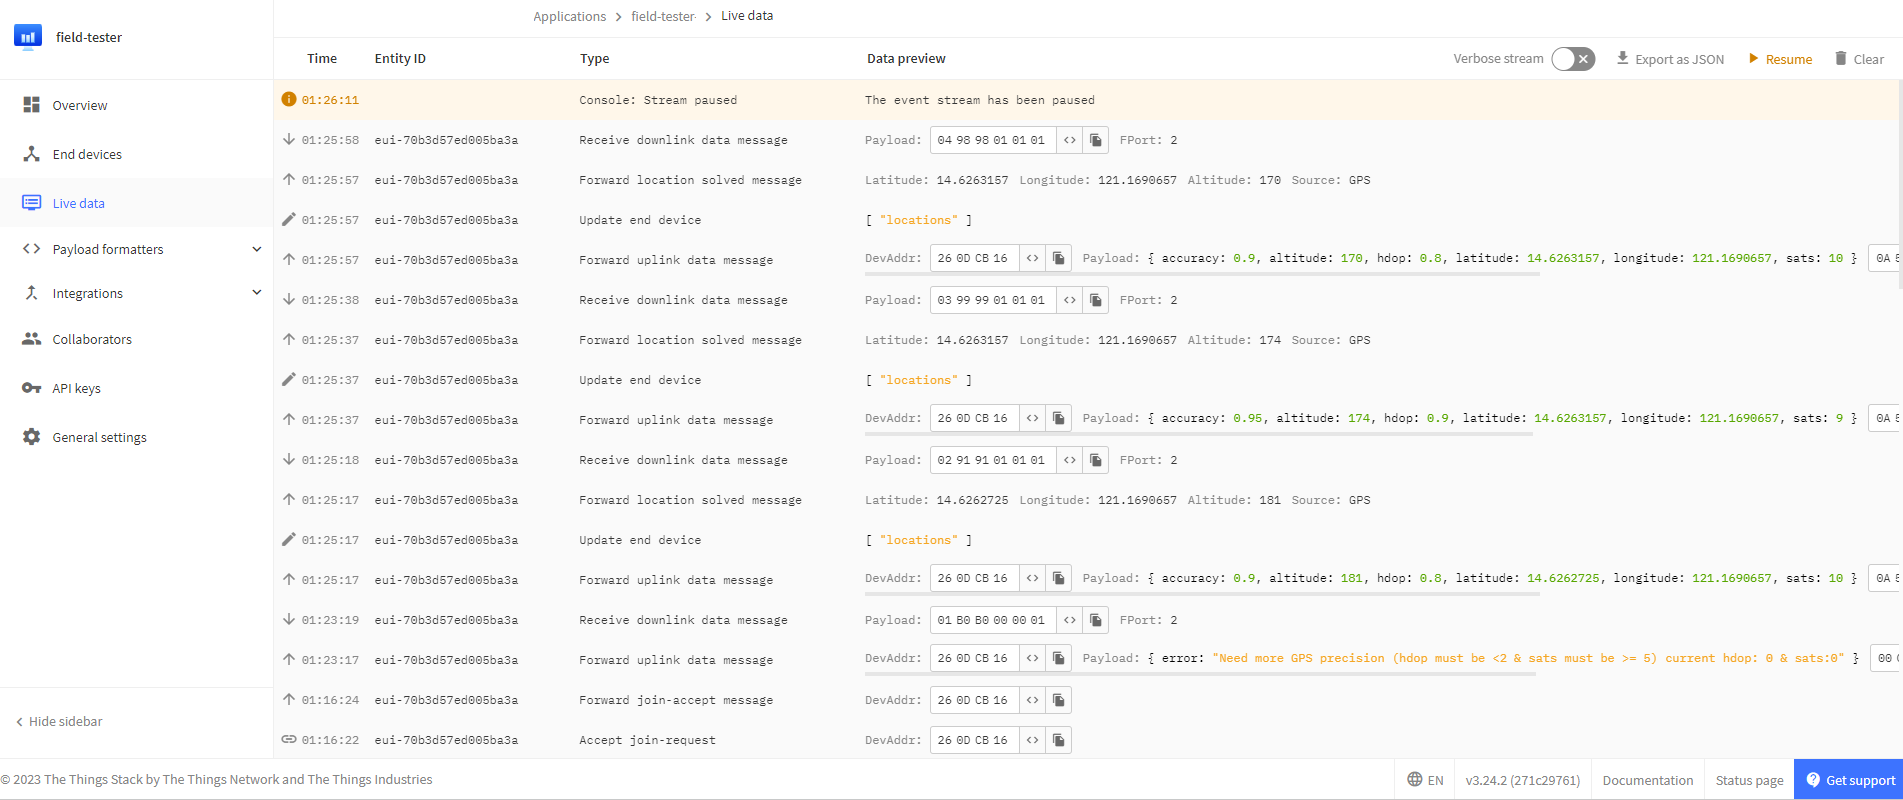 field-tester
Overview
End devices
Live data
Payload formatters
Integrations
Collaborators
API keys
General settings
Hide sidebar
Applications field-tester Live data
Time Entity ID Type Data preview Verbose stream Export as JSON Resume Clear
01:26:11 Console: Stream paused The event stream has been paused
01:25:58 eui-70b3d57ed005ba3a Receive downlink data message Payload: 04 98 98 01 01 01 <> FPort: 2
01:25:57 eui-70b3d57ed005ba3a Forward location solved message Latitude: 14.6263157 Longitude: 121.1690657 Altitude: 170 Source: GPS
01:25:57 eui-70b3d57ed005ba3a Update end device [ "locations" ]
01:25:57 eui-70b3d57ed005ba3a Forward uplink data message DevAddr: 26 0D CB 16 <> Payload: { accuracy: 0.9, altitude: 170, hdop: 0.8, latitude: 14.6263157, longitude: 121.1690657, sats: 10 } 0A
01:25:38 eui-70b3d57ed005ba3a Receive downlink data message Payload: 03 99 99 01 01 01 <> FPort: 2
01:25:37 eui-70b3d57ed005ba3a Forward location solved message Latitude: 14.6263157 Longitude: 121.1690657 Altitude: 174 Source: GPS
01:25:37 eui-70b3d57ed005ba3a Update end device [ "locations" ]
01:25:37 eui-70b3d57ed005ba3a Forward uplink data message DevAddr: 26 0D CB 16 <> Payload: { accuracy: 0.95, altitude: 174, hdop: 0.9, latitude: 14.6263157, longitude: 121.1690657, sats: 9 } 0A
01:25:18 eui-70b3d57ed005ba3a Receive downlink data message Payload: 02 91 91 01 01 01 <> FPort: 2
01:25:17 eui-70b3d57ed005ba3a Forward location solved message Latitude: 14.6262725 Longitude: 121.1690657 Altitude: 181 Source: GPS
01:25:17 eui-70b3d57ed005ba3a Update end device [ "locations" ]
01:25:17 eui-70b3d57ed005ba3a Forward uplink data message DevAddr: 26 0D CB 16 <> Payload: { accuracy: 0.9, altitude: 181, hdop: 0.8, latitude: 14.6262725, longitude: 121.1690657, sats: 10 } 0A
01:23:19 eui-70b3d57ed005ba3a Receive downlink data message Payload: 01 B0 B0 00 00 01 <> FPort: 2
01:23:17 eui-70b3d57ed005ba3a Forward uplink data message DevAddr: 26 0D CB 16 <> Payload: { error: "Need more GPS precision (hdop must be <2 & sats must be >= 5) current hdop: 0 & sats:0" } 00
01:16:24 eui-70b3d57ed005ba3a Forward join-accept message DevAddr: 26 0D CB 16 <>
01:16:22 eui-70b3d57ed005ba3a Accept join-request DevAddr: 26 0D CB 16 <>
© 2023 The Things Stack by The Things Network and The Things Industries EN v3.24.2 (271c29761) Documentation Status page Get support